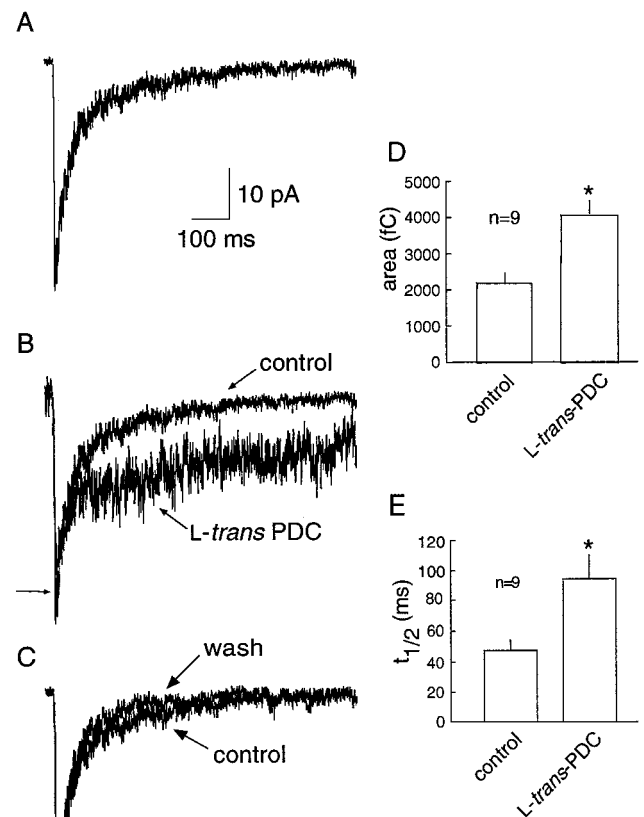 A
10 pA
100 ms
B
control
L-trans PDC
C
wash
control
D
area (fC)
5000
4000
3000
2000
1000
0
n=9
*
control
L-trans-PDC
E
t1/2 (ms)
120
100
80
60
40
20
0
n=9
*
control
L-trans-PDC